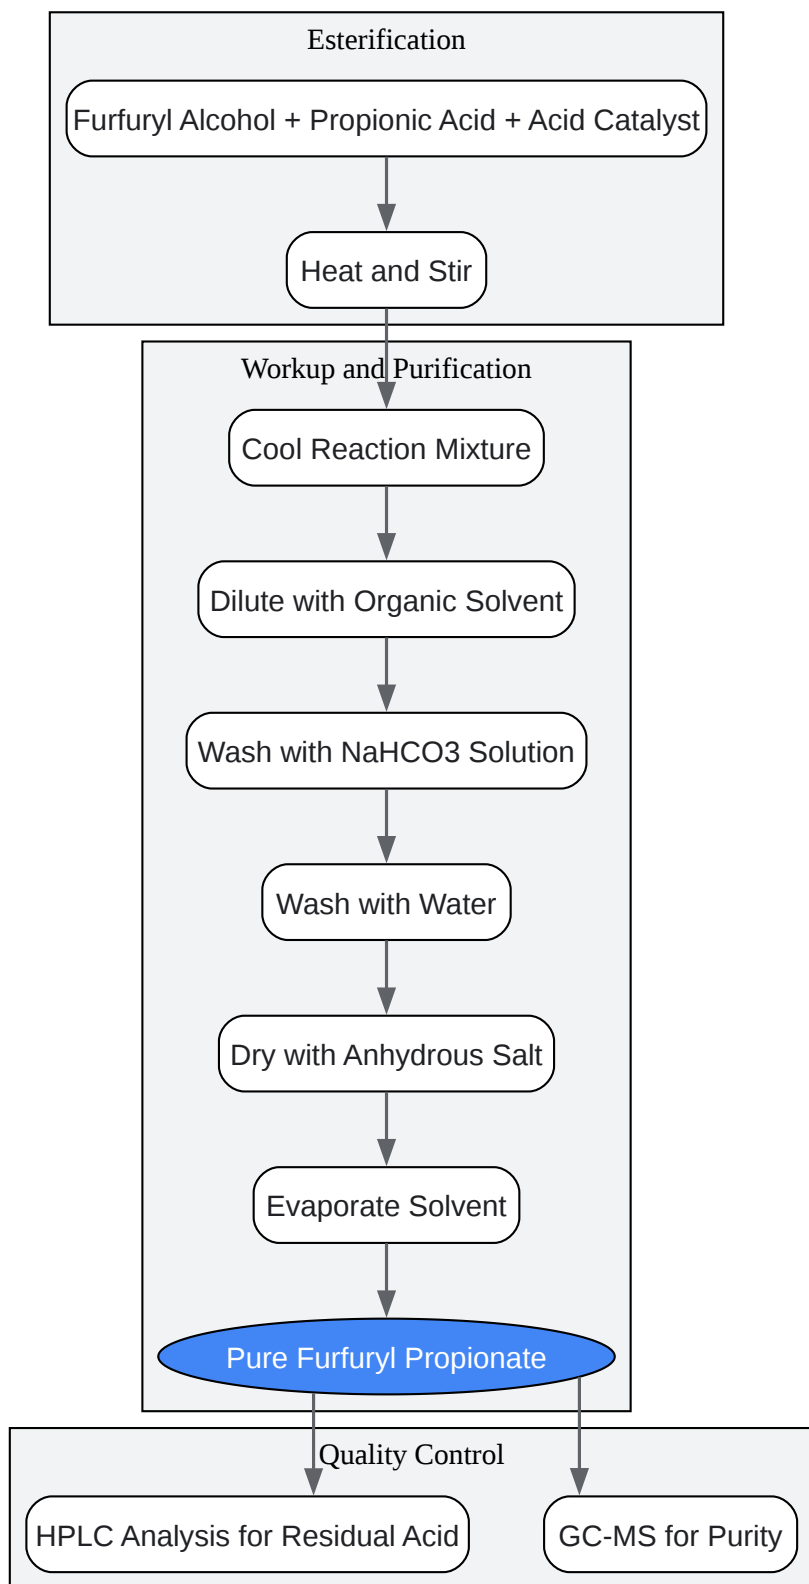 Esterification
Furfuryl Alcohol + Propionic Acid + Acid Catalyst
Heat and Stir
Workup and Purification
Cool Reaction Mixture
Dilute with Organic Solvent
Wash with NaHCO3 Solution
Wash with Water
Dry with Anhydrous Salt
Evaporate Solvent
Pure Furfuryl Propionate
Quality Control
HPLC Analysis for Residual Acid
GC-MS for Purity